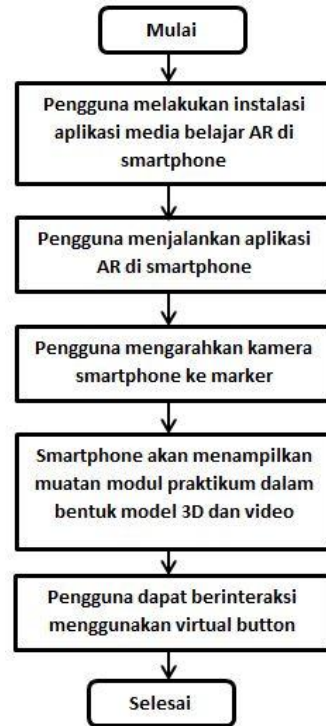 Mulai
Pengguna melakukan instalasi
aplikasi media belajar AR di
smartphone
Pengguna menjalankan aplikasi
AR di smartphone
Pengguna mengarahkan kamera
smartphone ke marker
Smartphone akan menampilkan
muatan modul praktikum dalam
bentuk model 3D dan video
Pengguna dapat berinteraksi
menggunakan virtual button
Selesai